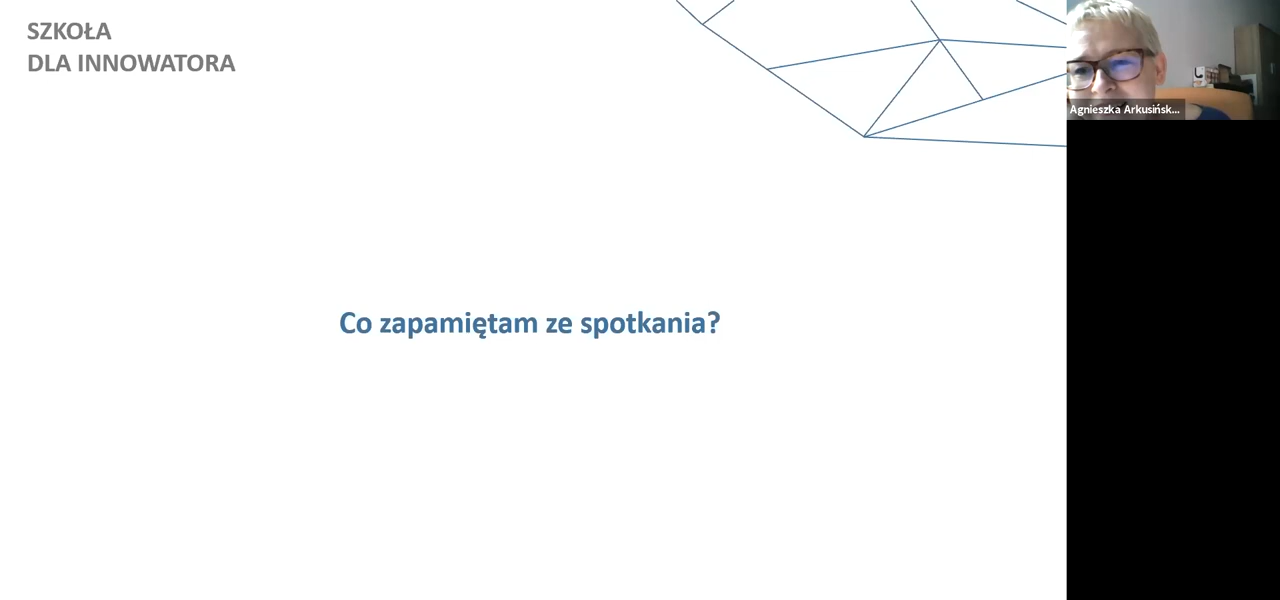 SZKOŁA
DLA INNOWATORA
Agnieszka Arkusińsk...
Co zapamiętam ze spotkania?